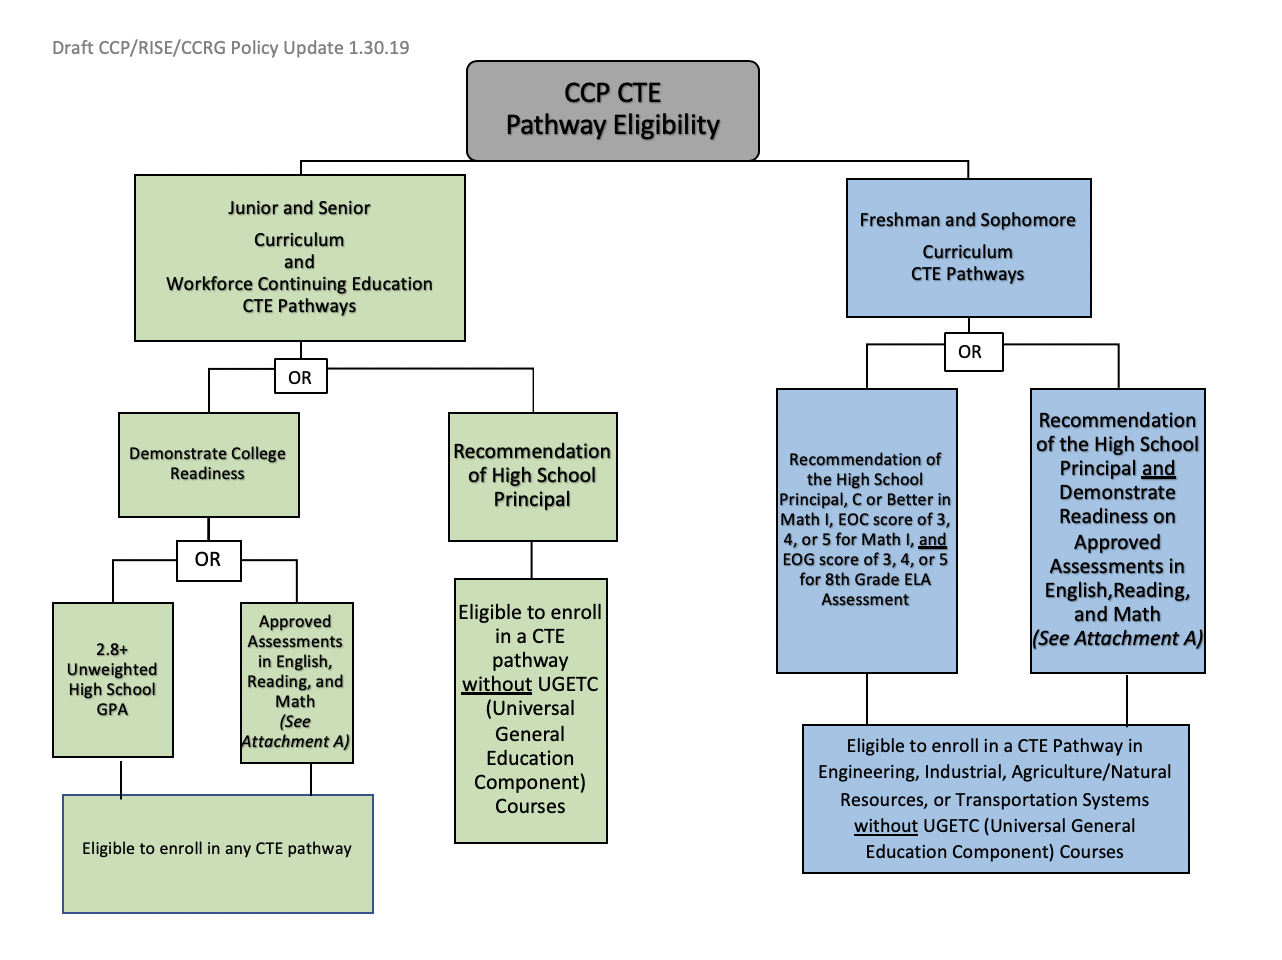 Draft CCP/RISE/CCRG Policy Update 1.30.19
CCP CTE
Pathway Eligibility
Junior and Senior
Curriculum
and
Workforce Continuing Education
CTE Pathways
Freshman and Sophomore
Curriculum
CTE Pathways
OR
OR
Demonstrate College
Readiness
Recommendation
of High School
Principal
Recommendation of
the High School
Principal, C or Better in
Math I, EOC score of 3,
4, or 5 for Math I, and
EOG score of 3, 4, or 5
for 8th Grade ELA
Assessment
Recommendation
of the High School
Principal and
Demonstrate
Readiness on
Approved
Assessments in
English,Reading,
and Math
(See Attachment A)
OR
2.8+
Unweighted
High School
GPA
Approved
Assessments
in English,
Reading, and
Math
(See
Attachment A)
Eligible to enroll
in a CTE
pathway
without UGETC
(Universal
General
Education
Component)
Courses
Eligible to enroll in any CTE pathway
Eligible to enroll in a CTE Pathway in
Engineering, Industrial, Agriculture/Natural
Resources, or Transportation Systems
without UGETC (Universal General
Education Component) Courses